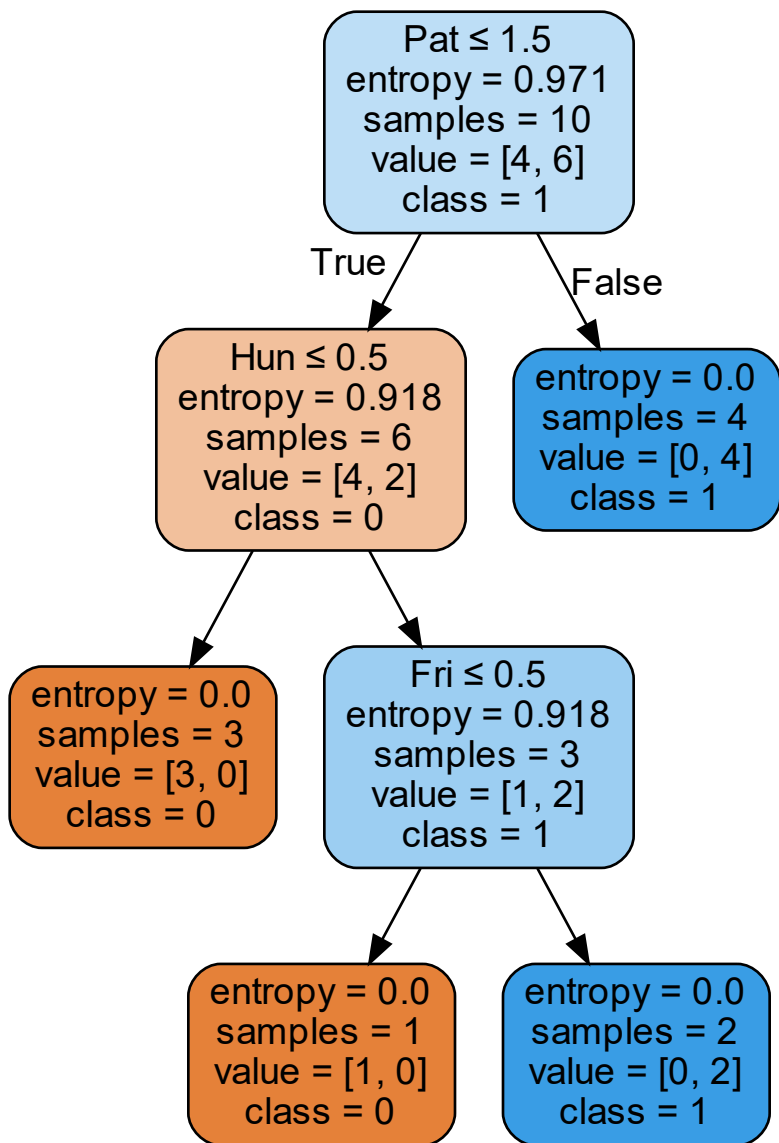 Pat ≤ 1.5
entropy = 0.971
samples = 10
value = [4, 6]
class = 1
True
False
Hun ≤ 0.5
entropy = 0.918
samples = 6
value = [4, 2]
class = 0
entropy = 0.0
samples = 4
value = [0, 4]
class = 1
entropy = 0.0
samples = 3
value = [3, 0]
class = 0
Fri ≤ 0.5
entropy = 0.918
samples = 3
value = [1, 2]
class = 1
entropy = 0.0
samples = 1
value = [1, 0]
class = 0
entropy = 0.0
samples = 2
value = [0, 2]
class = 1